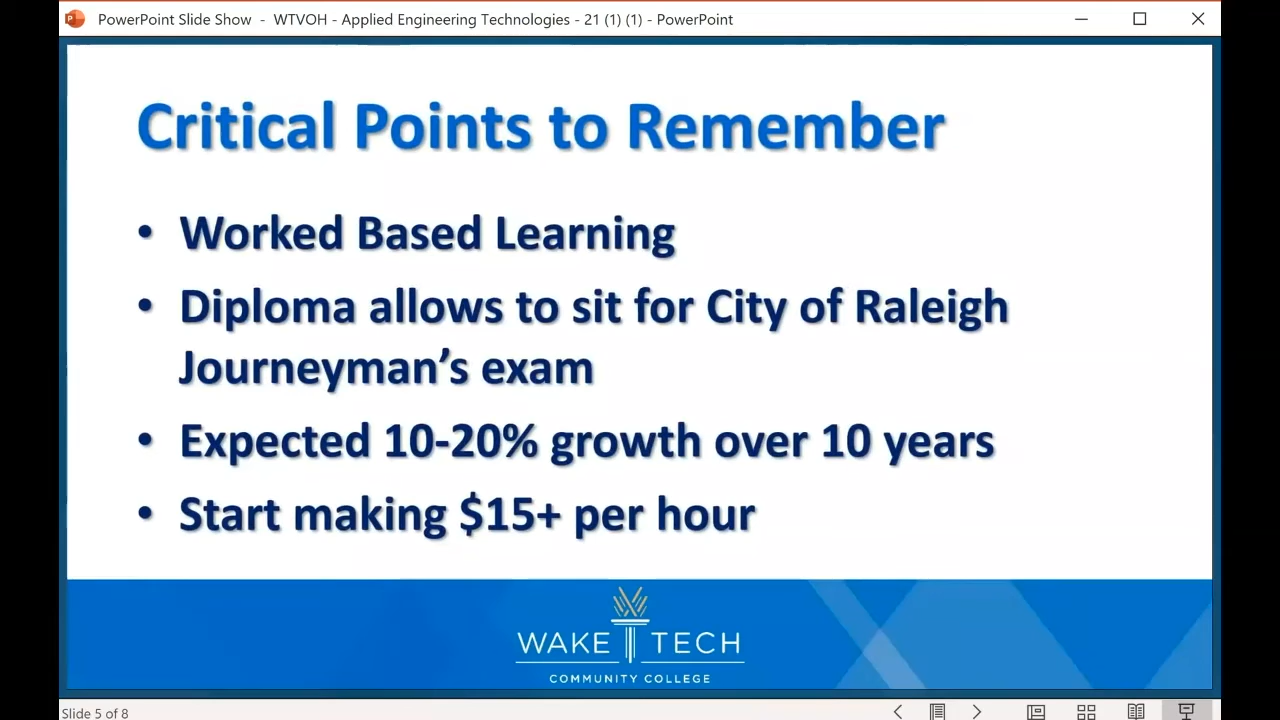 PowerPoint Slide Show - WTVOH - Applied Engineering Technologies - 21 (1) (1) - PowerPoint
Critical Points to Remember
• Worked Based Learning
• Diploma allows to sit for City of Raleigh
Journeyman's exam
• Expected 10-20% growth over 10 years
• Start making $15+ per hour
WAKE TECH
COMMUNITY COLLEGE
Slide 5 of 8